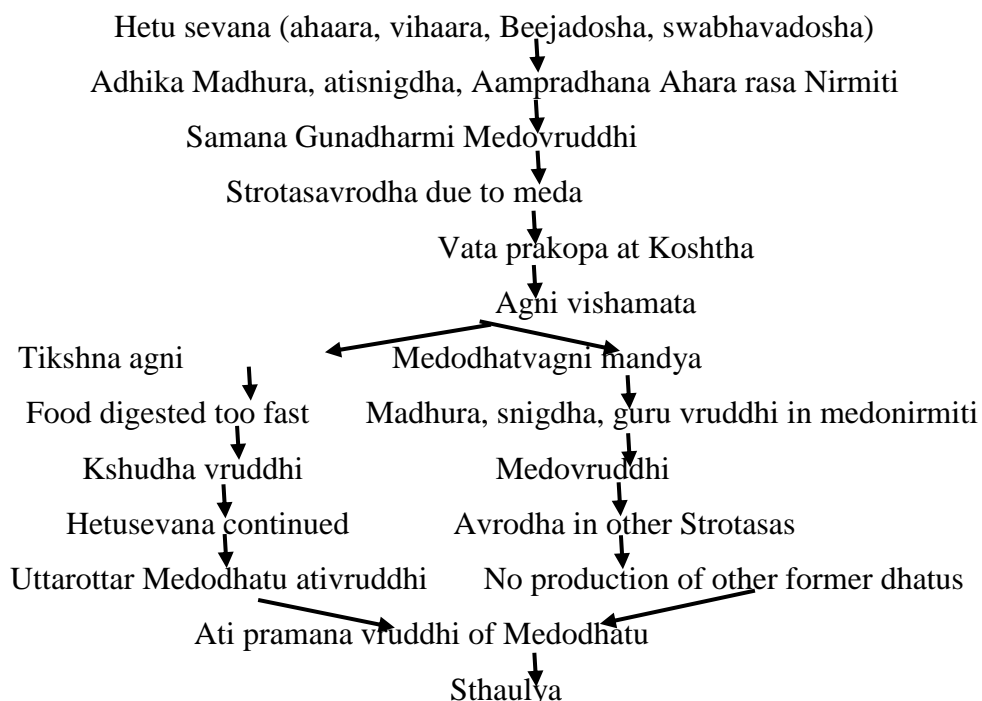 Hetu sevana (ahaara, vihaara, Beejadosha, swabhavadosha)
Adhika Madhura, atisnigdha, Aampradhana Ahara rasa Nirmiti
Samana Gunadharmi Medovruddhi
Strotasavrodha due to meda
Vata prakopa at Koshtha
Agni vishamata
Tikshna agni Medodhatvagni mandya
Food digested too fast Madhura, snigdha, guru vruddhi in medonirmiti
Kshudha vruddhi Medovruddhi
Hetusevana continued Avrodha in other Strotasas
Uttarottar Medodhatu ativruddhi No production of other former dhatus
Ati pramana vruddhi of Medodhatu
Sthaulya